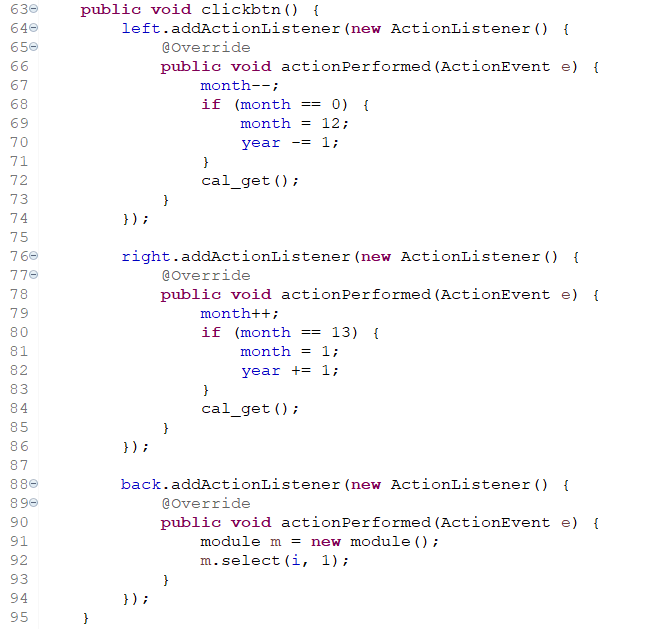 63 public void clickbtn() {
64 left.addActionListener(new ActionListener() {
65 @Override
66 public void actionPerformed(ActionEvent e) {
67 month--;
68 if (month == 0) {
69 month = 12;
70 year -= 1;
71 }
72 cal_get();
73 }
74 });
75
76 right.addActionListener(new ActionListener() {
77 @Override
78 public void actionPerformed(ActionEvent e) {
79 month++;
80 if (month == 13) {
81 month = 1;
82 year += 1;
83 }
84 cal_get();
85 }
86 });
87
88 back.addActionListener(new ActionListener() {
89 @Override
90 public void actionPerformed(ActionEvent e) {
91 module m = new module();
92 m.select(i, 1);
93 }
94 });
95 }